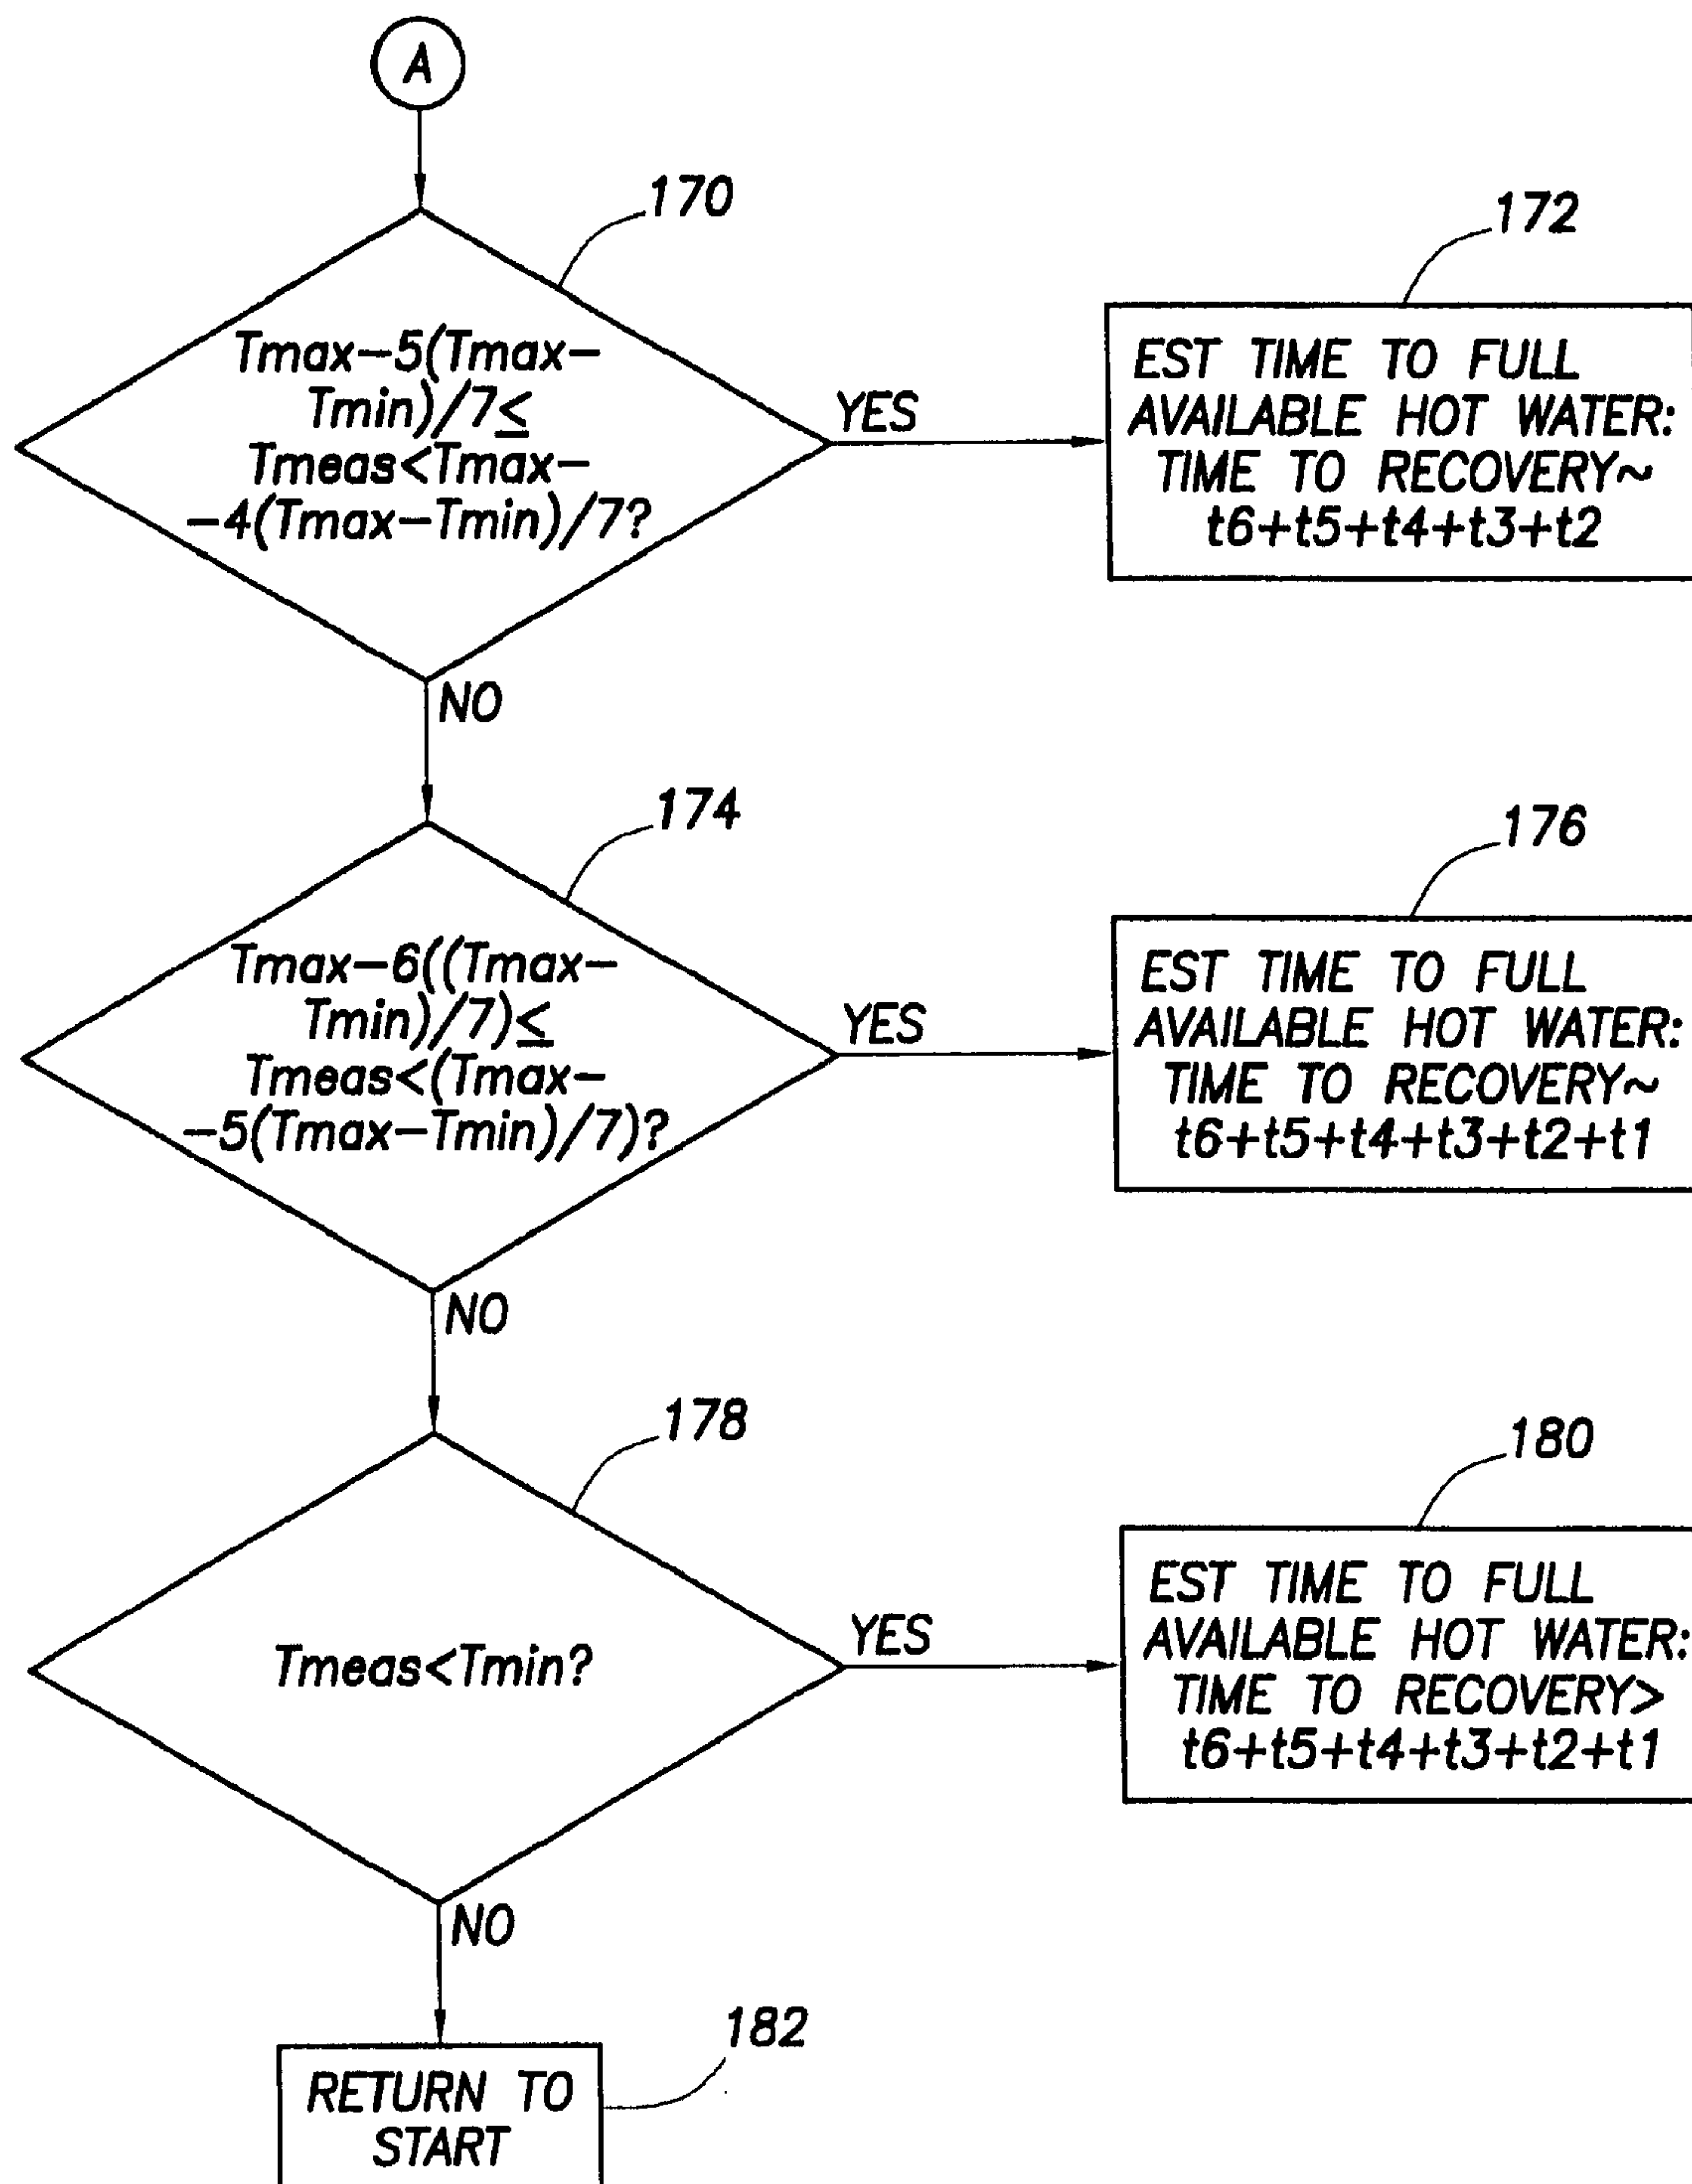 A
170
172
Tmax-5(Tmax-
Tmin)/7≤
Tmeas<Tmax-
-4(Tmax-Tmin)/7?
YES
EST TIME TO FULL
AVAILABLE HOT WATER:
TIME TO RECOVERY~
t6+t5+t4+t3+t2
NO
174
176
Tmax-6((Tmax-
Tmin)/7)≤
Tmeas<(Tmax-
-5(Tmax-Tmin)/7)?
YES
EST TIME TO FULL
AVAILABLE HOT WATER:
TIME TO RECOVERY~
t6+t5+t4+t3+t2+t1
NO
178
180
Tmeas<Tmin?
YES
EST TIME TO FULL
AVAILABLE HOT WATER:
TIME TO RECOVERY>
t6+t5+t4+t3+t2+t1
NO
182
RETURN TO
START